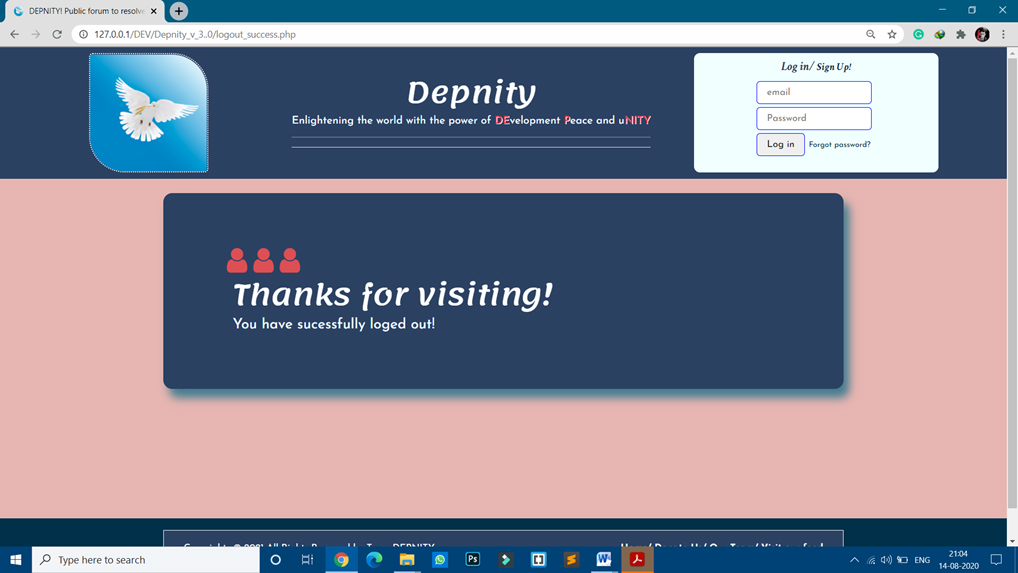 DEPNITY! Public forum to resolve
127.0.0.1/DEV/Depnity_v_3..0/logout_success.php
Depnity
Enlightening the world with the power of DEvelopment Peace and uNITY
Log in/ Sign Up!
email
Password
Log in Forgot password?
Thanks for visiting!
You have sucessfully loged out!
Type here to search
Ps
W
ENG
21:04
14-08-2020